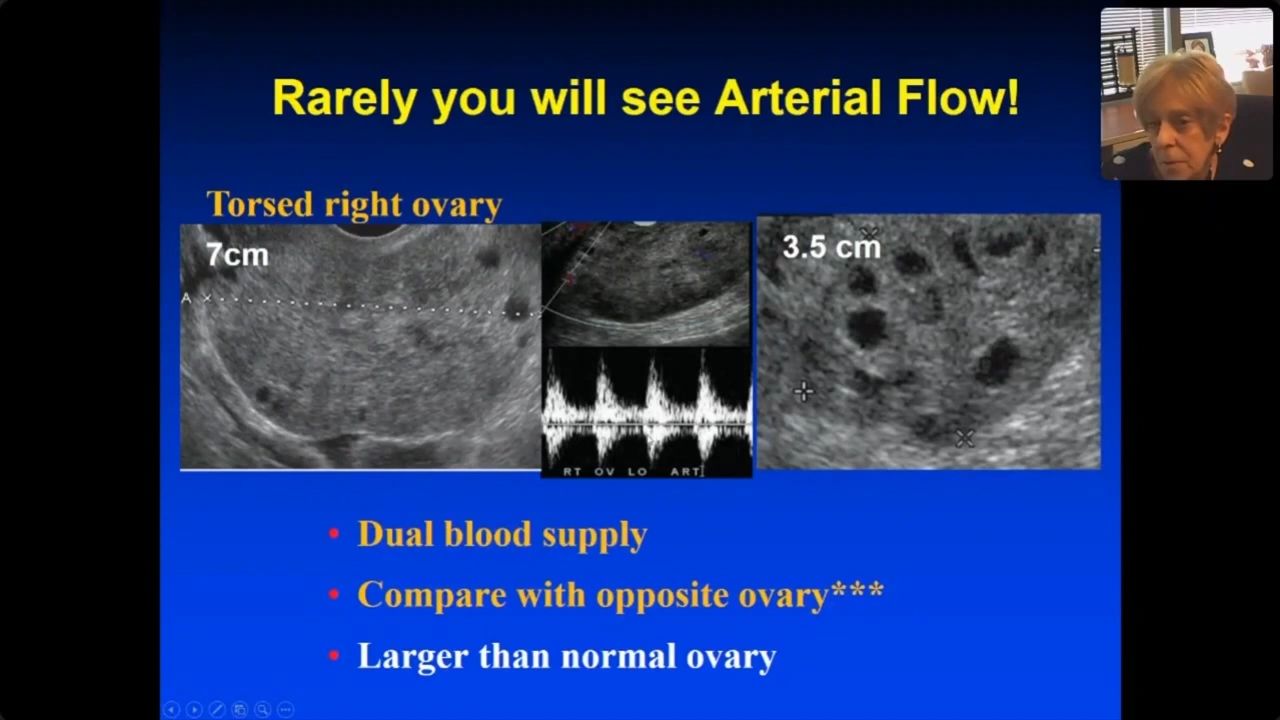 Rarely you will see Arterial Flow!
Torsed right ovary
7cm
3.5 cm
A
RT OV LO ART
• Dual blood supply
• Compare with opposite ovary***
• Larger than normal ovary